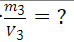 ·m₃/V₃ = ?